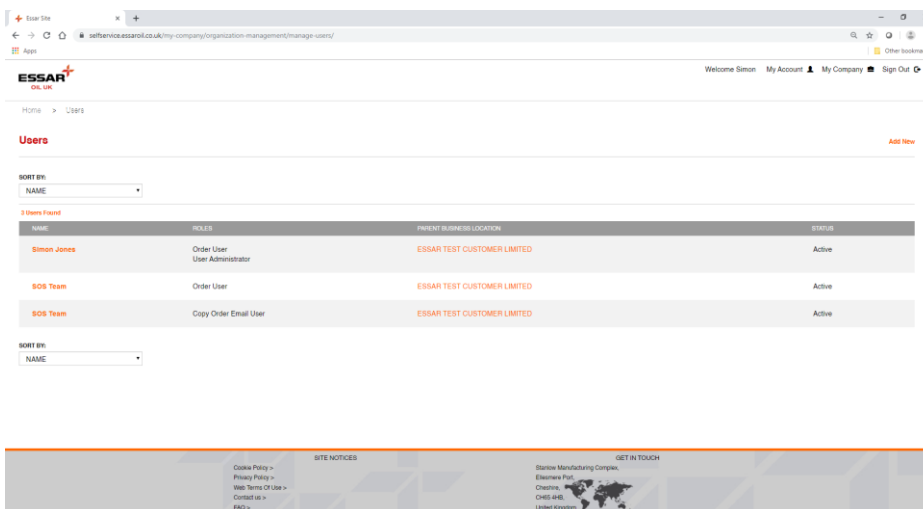 Essar Site
selfservice.essaroil.co.uk/my-company/organization-management/manage-users/
Apps
Other bookma
ESSAR
OIL UK
Welcome Simon My Account My Company Sign Out
Home > Users
Users
Add New
SORT BY:
NAME
3 Users Found
NAME ROLES PARENT BUSINESS LOCATION STATUS
Simon Jones Order User ESSAR TEST CUSTOMER LIMITED Active
User Administrator
SOS Team Order User ESSAR TEST CUSTOMER LIMITED Active
SOS Team Copy Order Email User ESSAR TEST CUSTOMER LIMITED Active
SORT BY:
NAME
SITE NOTICES
Cookie Policy >
Privacy Policy >
Web Terms Of Use >
Contact us >
FAQ >
GET IN TOUCH
Stanlow Manufacturing Complex,
Ellesmere Port,
Cheshire,
CH65 4HB,
United Kingdom